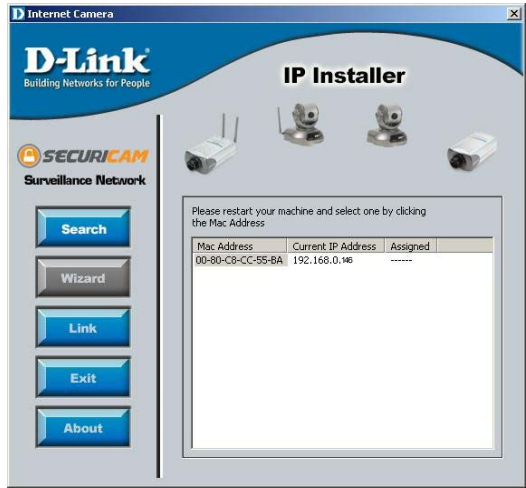 Internet Camera
D-Link
Building Networks for People
IP Installer
SECURICAM
Surveillance Network
Please restart your machine and select one by clicking
the Mac Address
Search
Wizard
Link
Exit
About
Mac Address Current IP Address Assigned
00-80-C8-CC-55-BA 192.168.0.146 ------